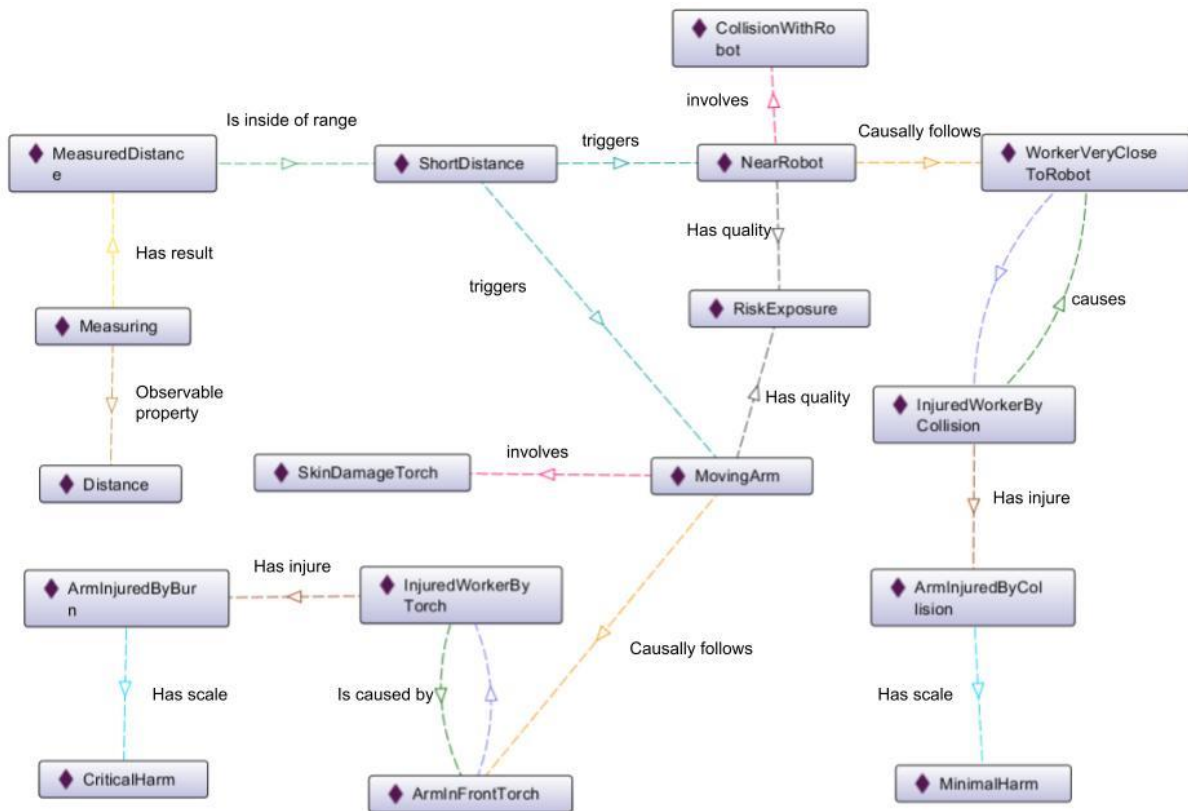 CollisionWithRo
bot
involves
Is inside of range
triggers
Causally follows
MeasuredDistanc
e
ShortDistance
NearRobot
WorkerVeryClose
ToRobot
Has quality
Has result
triggers
RiskExposure
causes
Measuring
Observable
property
Has quality
InjuredWorkerBy
Collision
involves
Distance
SkinDamageTorch
MovingArm
Has injure
ArmInjuredByBur
n
Has injure
InjuredWorkerBy
Torch
ArmInjuredByCol
lision
Causally follows
Has scale
Is caused by
Has scale
CriticalHarm
ArmInFrontTorch
MinimalHarm